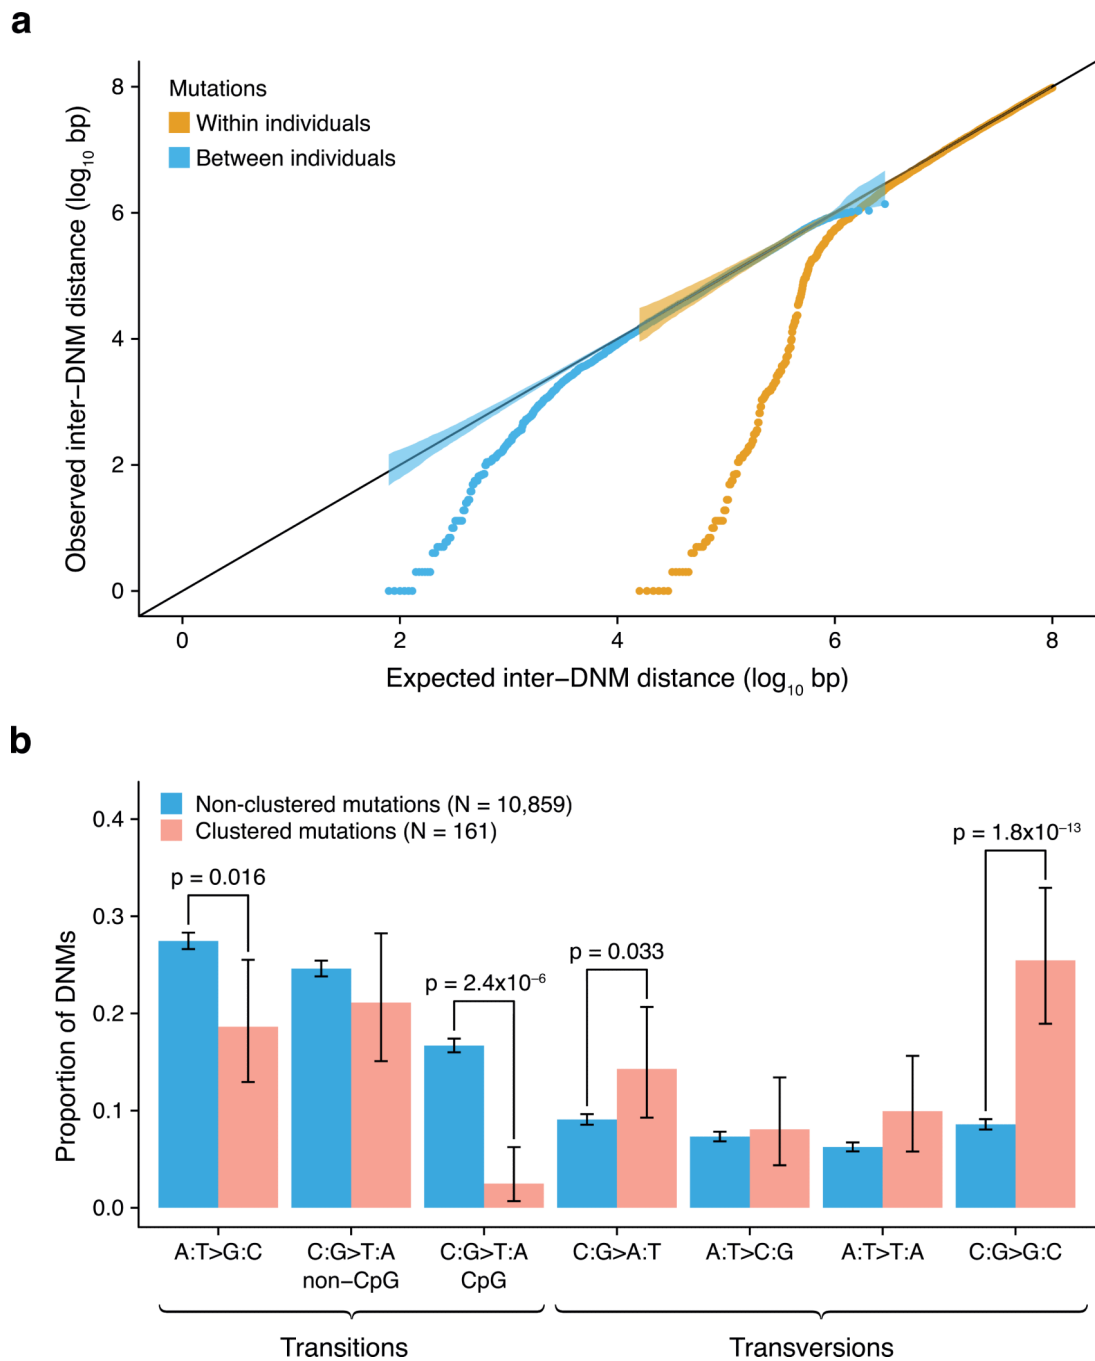 a
Mutations
Within individuals
Between individuals
8
6
4
2
0
Observed inter−DNM distance (log₁₀ bp)
0 2 4 6 8
Expected inter−DNM distance (log₁₀ bp)
b
Non-clustered mutations (N = 10,859)
Clustered mutations (N = 161)
0.4
0.3
0.2
0.1
0.0
Proportion of DNMs
p = 0.016
p = 2.4x10⁻⁶
p = 0.033
p = 1.8x10⁻¹³
A:T>G:C C:G>T:A C:G>T:A C:G>A:T A:T>C:G A:T>T:A C:G>G:C
non−CpG CpG
Transitions Transversions